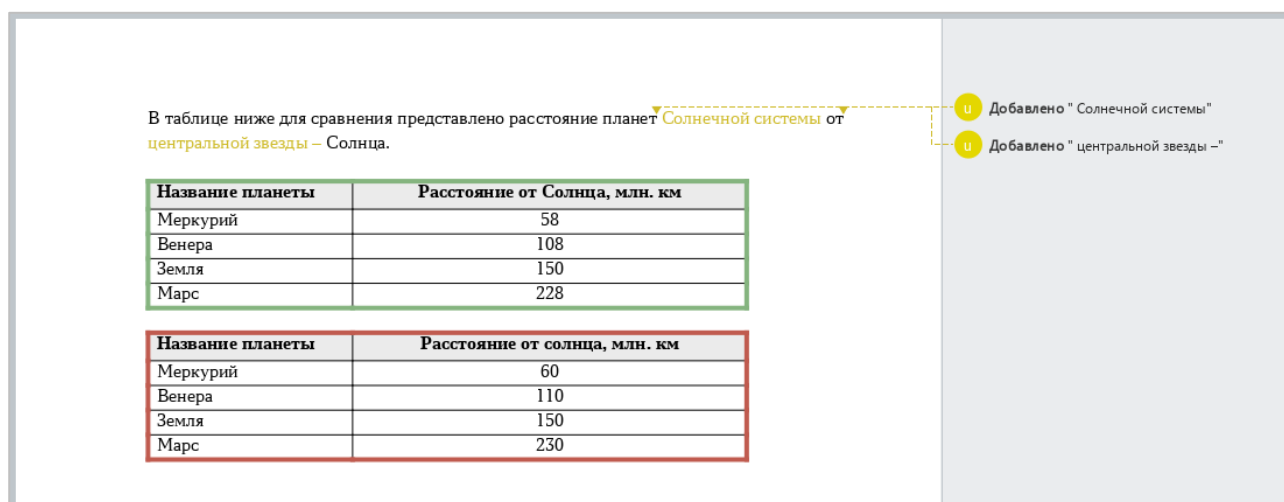 В таблице ниже для сравнения представлено расстояние планет Солнечной системы от
центральной звезды – Солнца.
u Добавлено " Солнечной системы"
u Добавлено " центральной звезды –"
Название планеты Расстояние от Солнца, млн. км
Меркурий 58
Венера 108
Земля 150
Марс 228
Название планеты Расстояние от солнца, млн. км
Меркурий 60
Венера 110
Земля 150
Марс 230